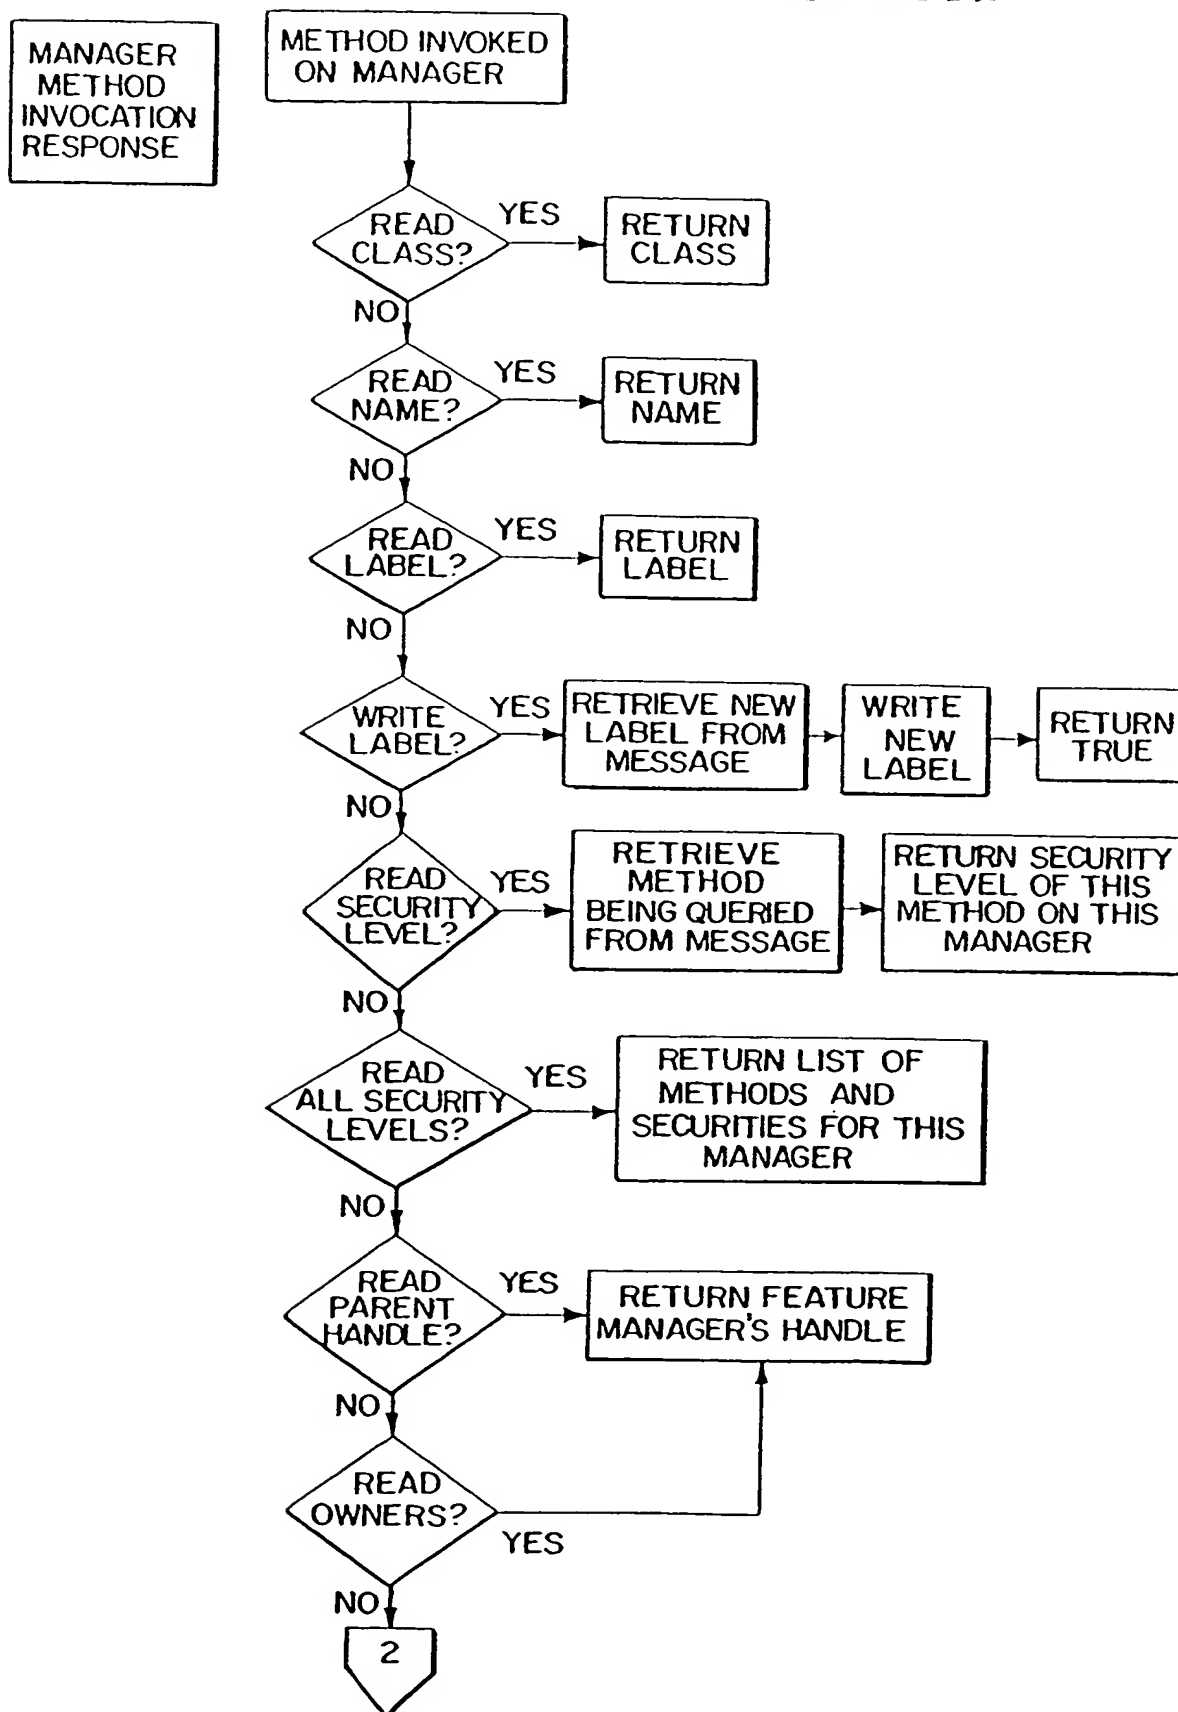 MANAGER
METHOD
INVOCATION
RESPONSE
METHOD INVOKED
ON MANAGER
READ
CLASS?
YES
RETURN
CLASS
NO
READ
NAME?
YES
RETURN
NAME
NO
READ
LABEL?
YES
RETURN
LABEL
NO
WRITE
LABEL?
YES
RETRIEVE NEW
LABEL FROM
MESSAGE
WRITE
NEW
LABEL
RETURN
TRUE
NO
READ
SECURITY
LEVEL?
YES
RETRIEVE
METHOD
BEING QUERIED
FROM MESSAGE
RETURN SECURITY
LEVEL OF THIS
METHOD ON THIS
MANAGER
NO
READ
ALL SECURITY
LEVELS?
YES
RETURN LIST OF
METHODS AND
SECURITIES FOR THIS
MANAGER
NO
READ
PARENT
HANDLE?
YES
RETURN FEATURE
MANAGER'S HANDLE
NO
READ
OWNERS?
YES
NO
2